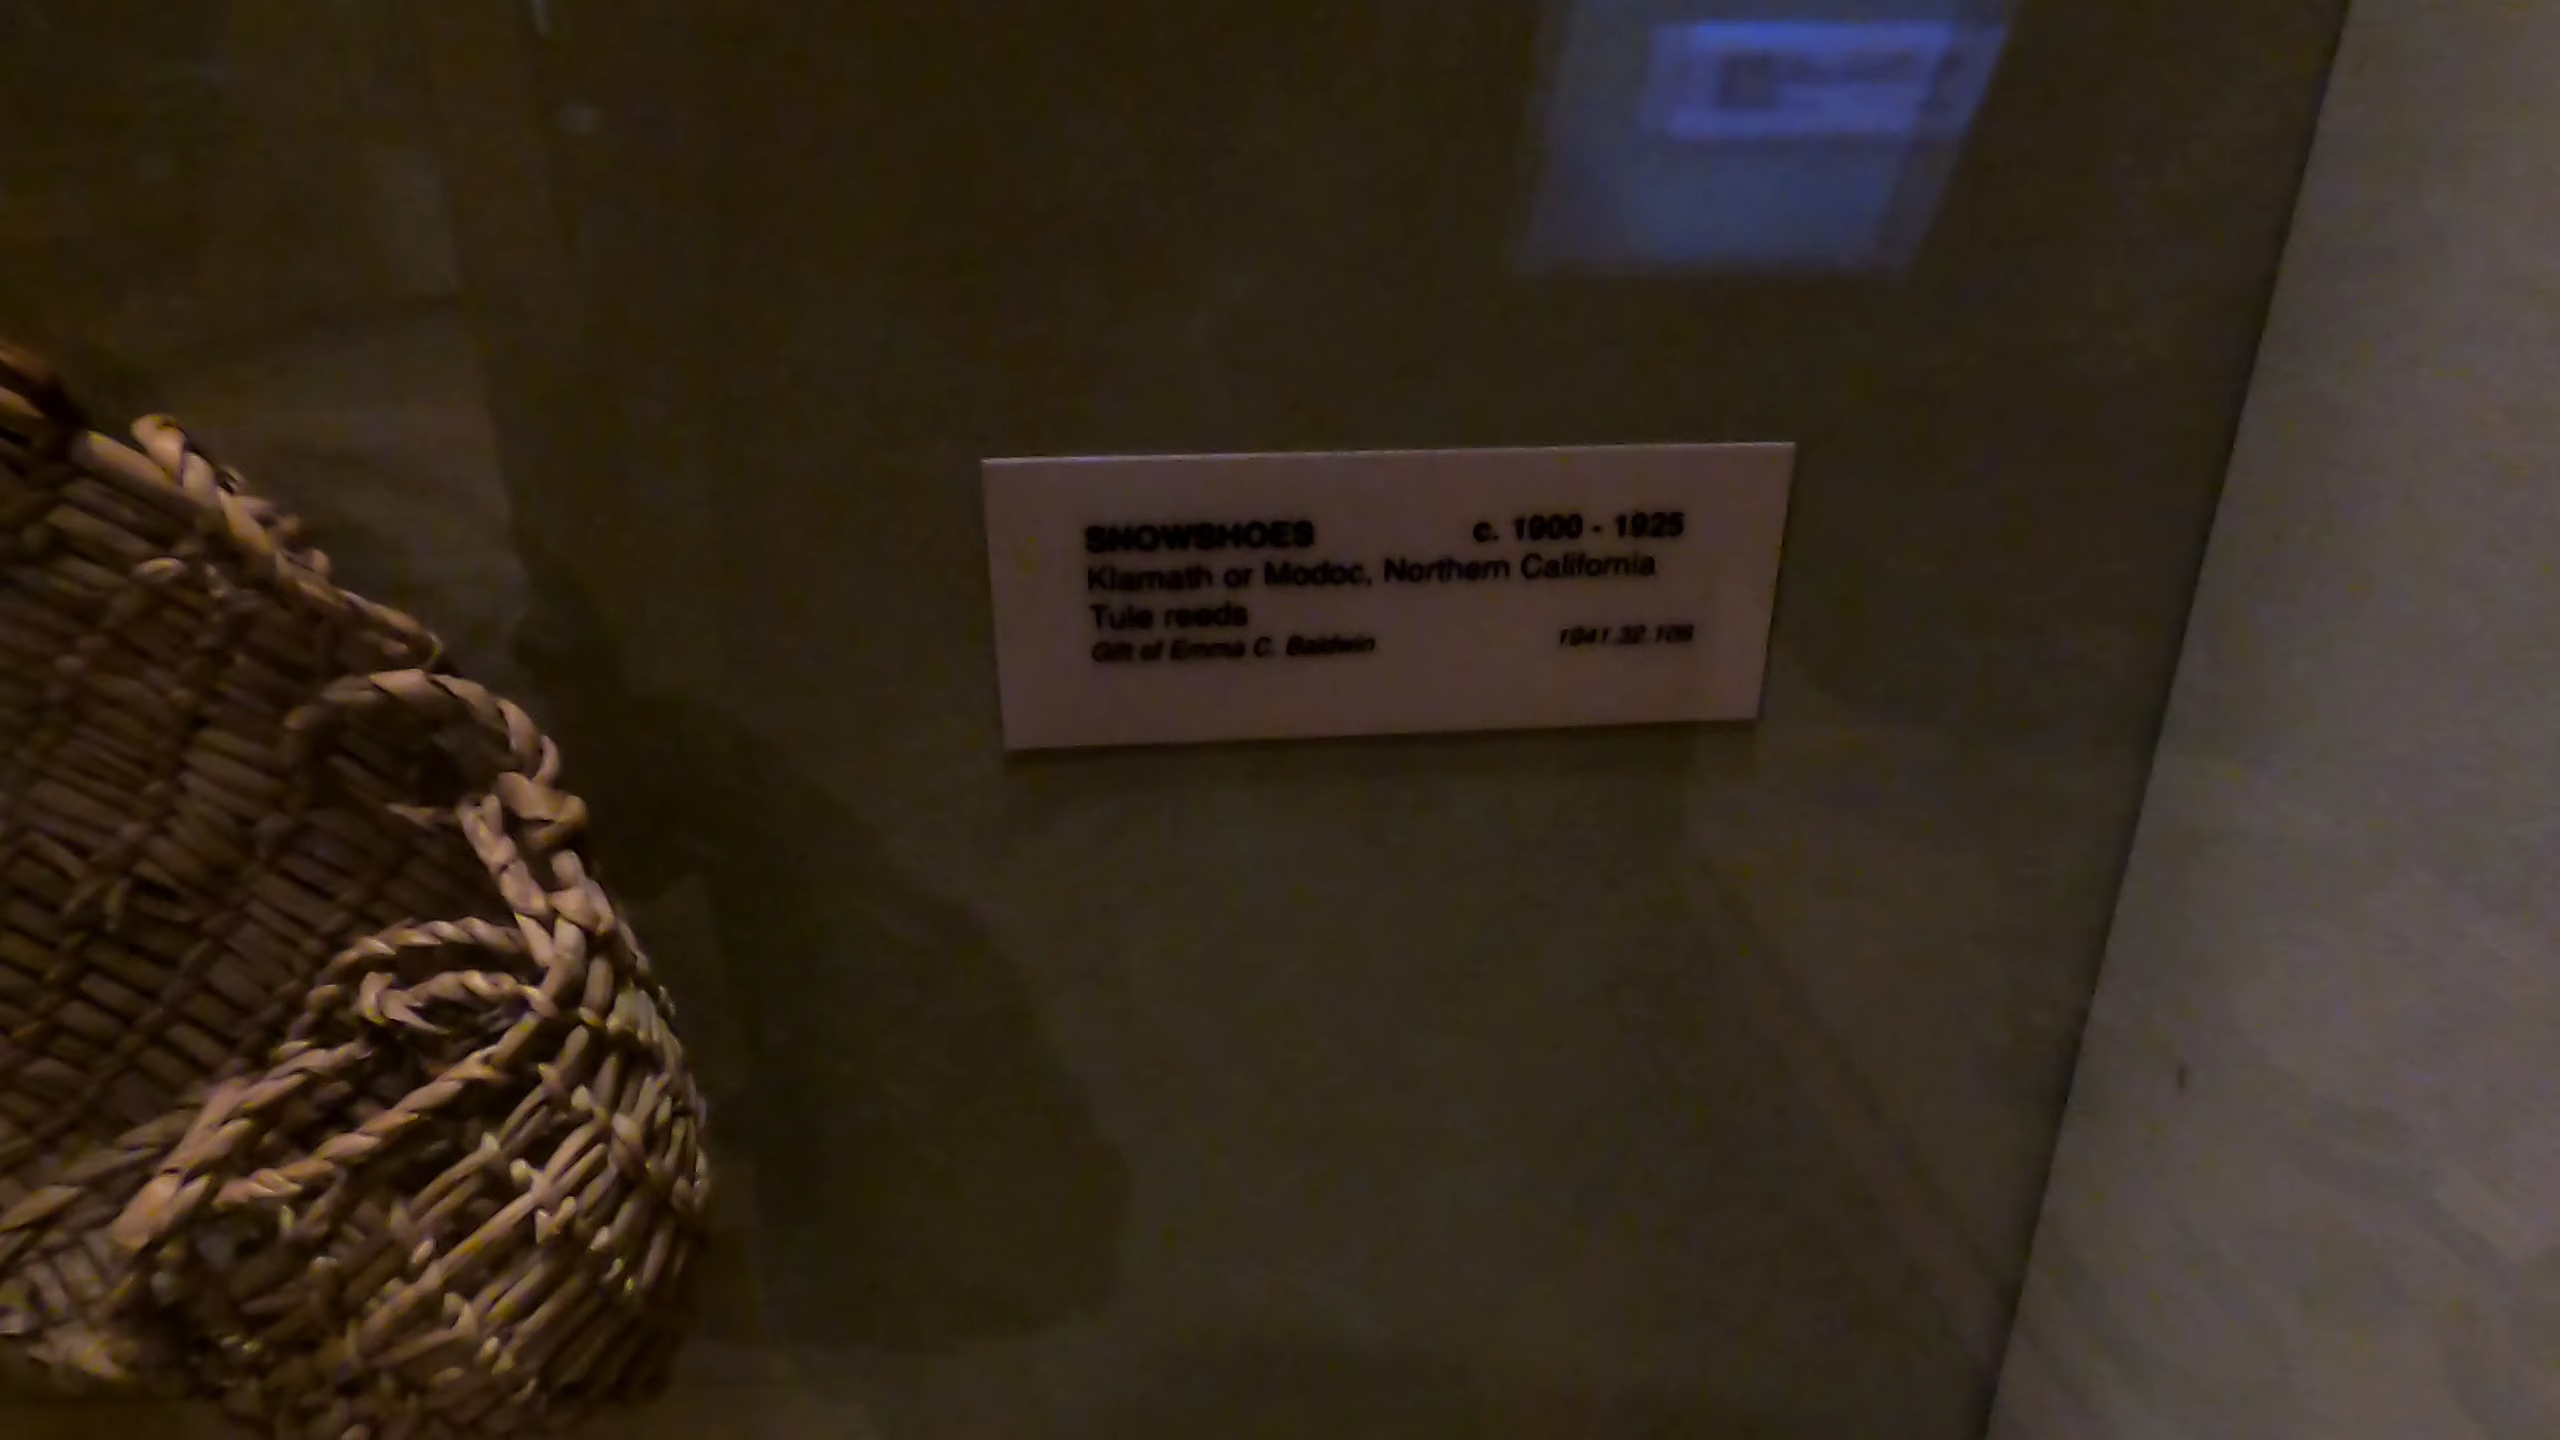 SNOWSHOES c. 1900 - 1925
Klamath or Modoc, Northern California
Tule reeds
Gift of Emma C. Baldwin 1941.32.108